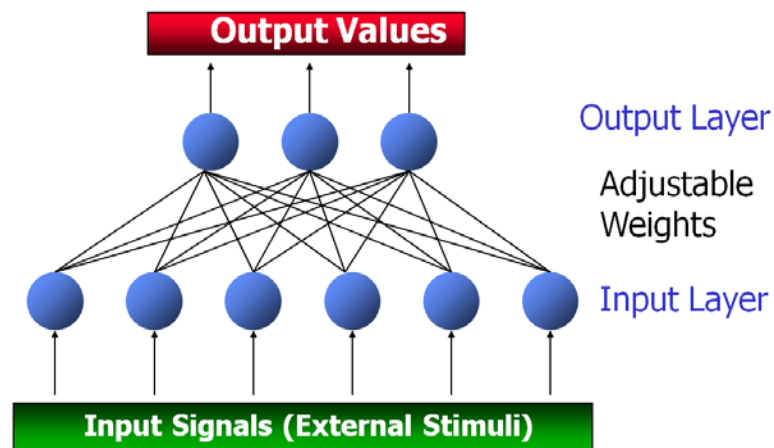 Output Values
Output Layer
Adjustable
Weights
Input Layer
Input Signals (External Stimuli)